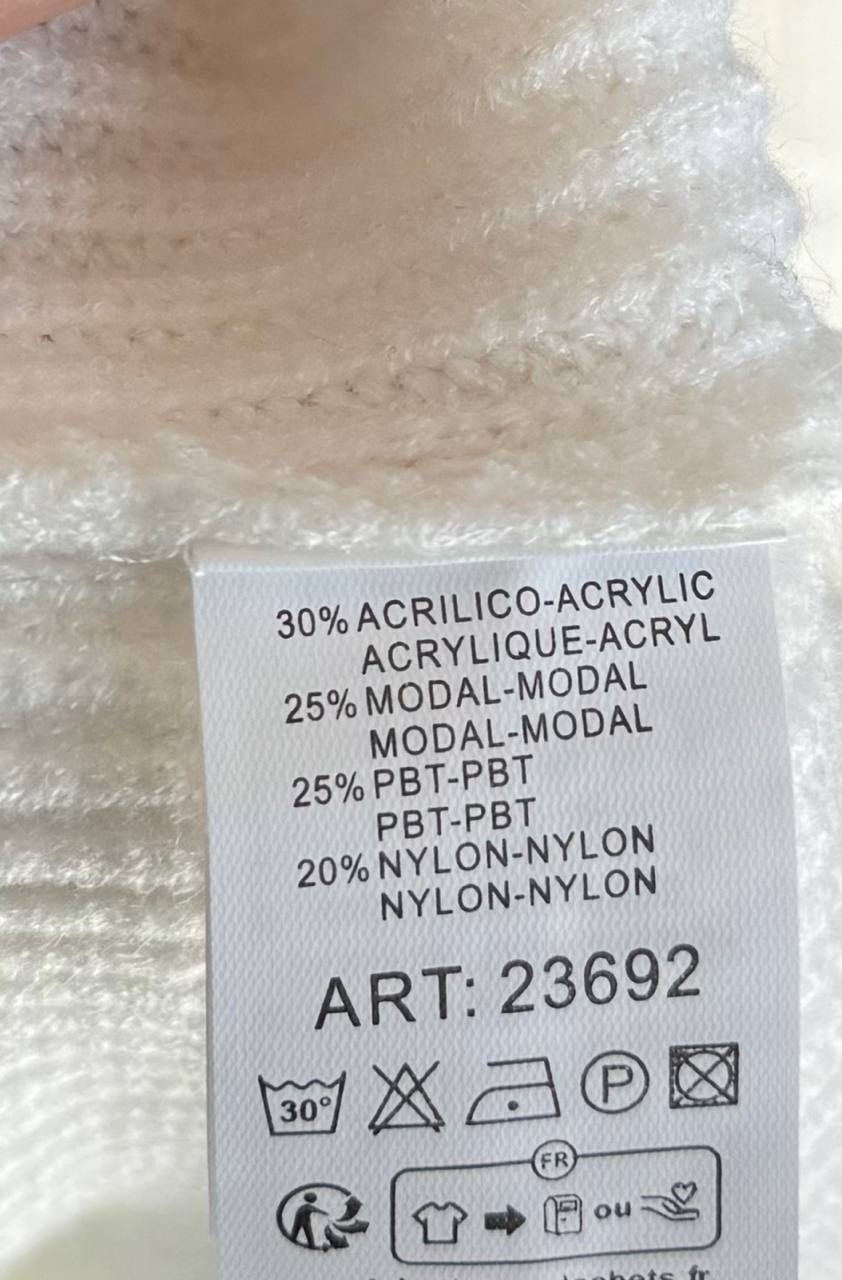 30% ACRILICO-ACRYLIC
ACRYLIQUE-ACRYL
25% MODAL-MODAL
MODAL-MODAL
25% PBT-PBT
PBT-PBT
20% NYLON-NYLON
NYLON-NYLON
ART: 23692
30° P
FR
ou